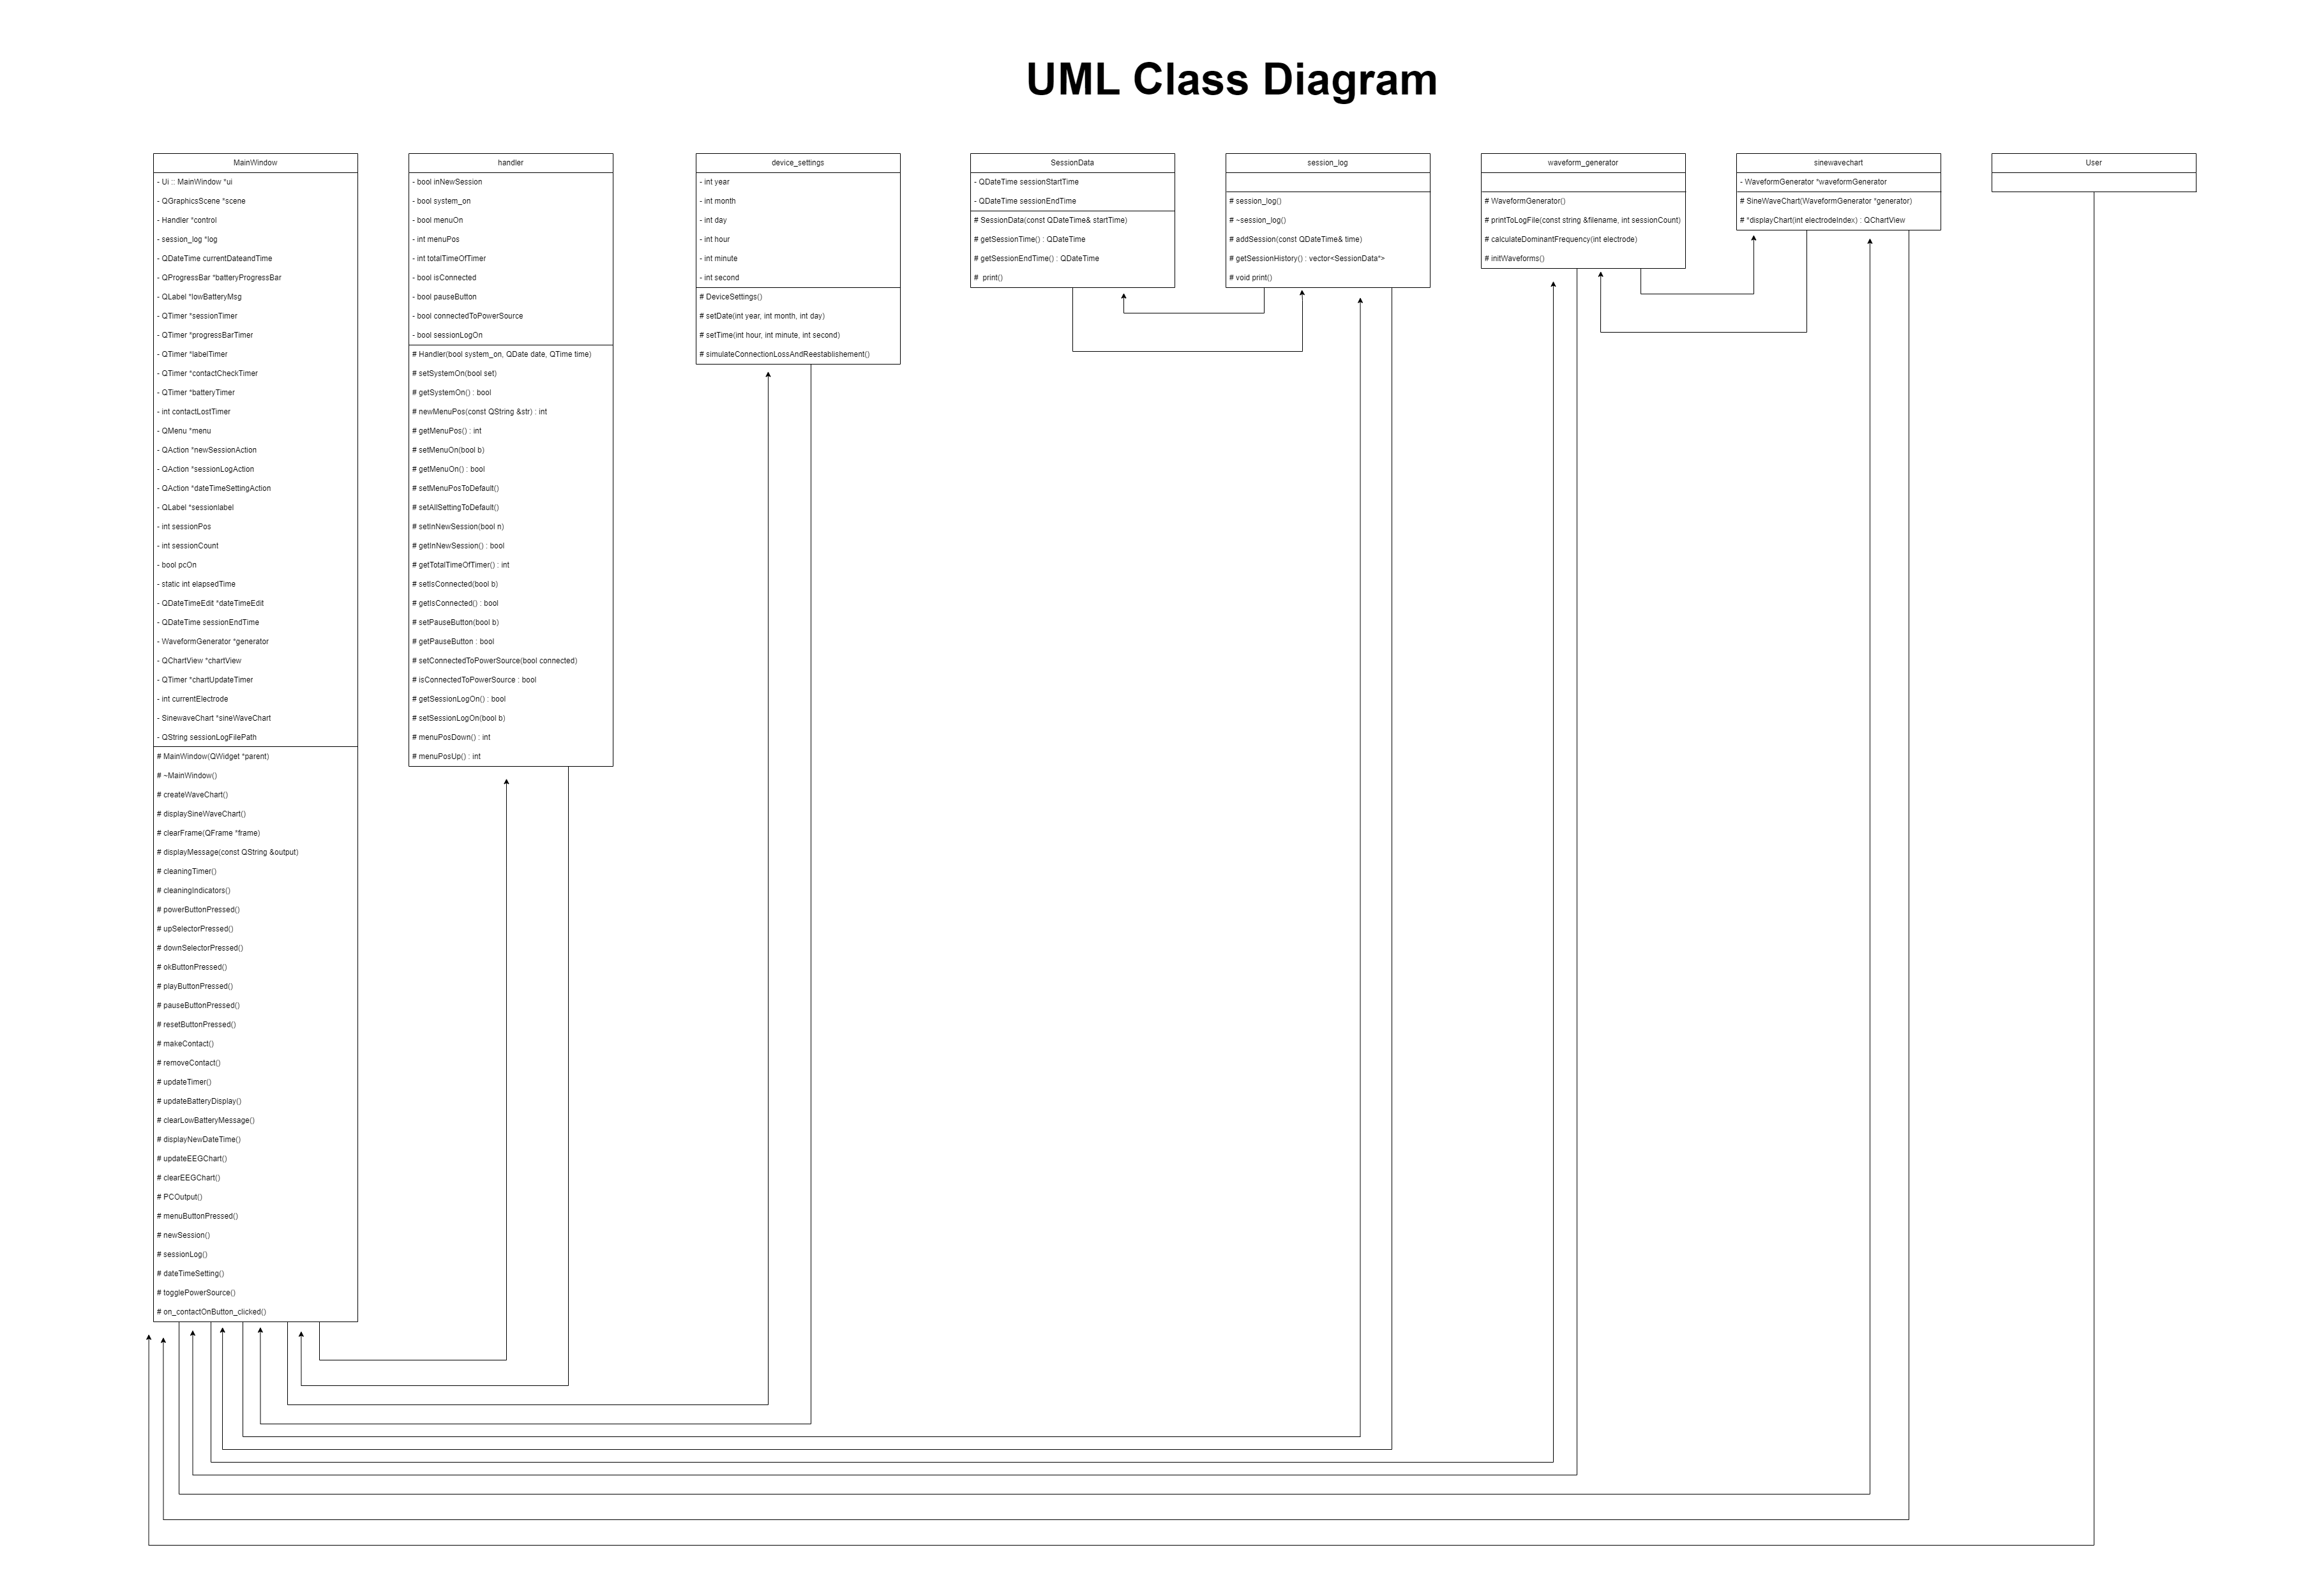 UML Class Diagram
MainWindow
- Ui :: MainWindow *ui
- QGraphicsScene *scene
- Handler *control
- session_log *log
- QDateTime currentDateandTime
- QProgressBar *batteryProgressBar
- QLabel *lowBatteryMsg
- QTimer *sessionTimer
- QTimer *progressBarTimer
- QTimer *labelTimer
- QTimer *contactCheckTimer
- QTimer *batteryTimer
- int contactLostTimer
- QMenu *menu
- QAction *newSessionAction
- QAction *sessionLogAction
- QAction *dateTimeSettingAction
- QLabel *sessionlabel
- int sessionPos
- int sessionCount
- bool pcOn
- static int elapsedTime
- QDateTimeEdit *dateTimeEdit
- QDateTime sessionEndTime
- WaveformGenerator *generator
- QChartView *chartView
- QTimer *chartUpdateTimer
- int currentElectrode
- SinewaveChart *sineWaveChart
- QString sessionLogFilePath
# MainWindow(QWidget *parent)
# ~MainWindow()
# createWaveChart()
# displaySineWaveChart()
# clearFrame(QFrame *frame)
# displayMessage(const QString &output)
# cleaningTimer()
# cleaningIndicators()
# powerButtonPressed()
# upSelectorPressed()
# downSelectorPressed()
# okButtonPressed()
# playButtonPressed()
# pauseButtonPressed()
# resetButtonPressed()
# makeContact()
# removeContact()
# updateTimer()
# updateBatteryDisplay()
# clearLowBatteryMessage()
# displayNewDateTime()
# updateEEGChart()
# clearEEGChart()
# PCOutput()
# menuButtonPressed()
# newSession()
# sessionLog()
# dateTimeSetting()
# togglePowerSource()
# on_contactOnButton_clicked()
handler
- bool inNewSession
- bool system_on
- bool menuOn
- int menuPos
- int totalTimeOfTimer
- bool isConnected
- bool pauseButton
- bool connectedToPowerSource
- bool sessionLogOn
# Handler(bool system_on, QDate date, QTime time)
# setSystemOn(bool set)
# getSystemOn() : bool
# newMenuPos(const QString &str) : int
# getMenuPos() : int
# setMenuOn(bool b)
# getMenuOn() : bool
# setMenuPosToDefault()
# setAllSettingToDefault()
# setInNewSession(bool n)
# getInNewSession() : bool
# getTotalTimeOfTimer() : int
# setIsConnected(bool b)
# getIsConnected() : bool
# setPauseButton(bool b)
# getPauseButton : bool
# setConnectedToPowerSource(bool connected)
# isConnectedToPowerSource : bool
# getSessionLogOn() : bool
# setSessionLogOn(bool b)
# menuPosDown() : int
# menuPosUp() : int
device_settings
- int year
- int month
- int day
- int hour
- int minute
- int second
# DeviceSettings()
# setDate(int year, int month, int day)
# setTime(int hour, int minute, int second)
# simulateConnectionLossAndReestablishement()
SessionData
- QDateTime sessionStartTime
- QDateTime sessionEndTime
# SessionData(const QDateTime& startTime)
# getSessionTime() : QDateTime
# getSessionEndTime() : QDateTime
#  print()
session_log
# session_log()
# ~session_log()
# addSession(const QDateTime& time)
# getSessionHistory() : vector<SessionData*>
# void print()
waveform_generator
# WaveformGenerator()
# printToLogFile(const string &filename, int sessionCount)
# calculateDominantFrequency(int electrode)
# initWaveforms()
sinewavechart
- WaveformGenerator *waveformGenerator
# SineWaveChart(WaveformGenerator *generator)
# *displayChart(int electrodeIndex) : QChartView
User